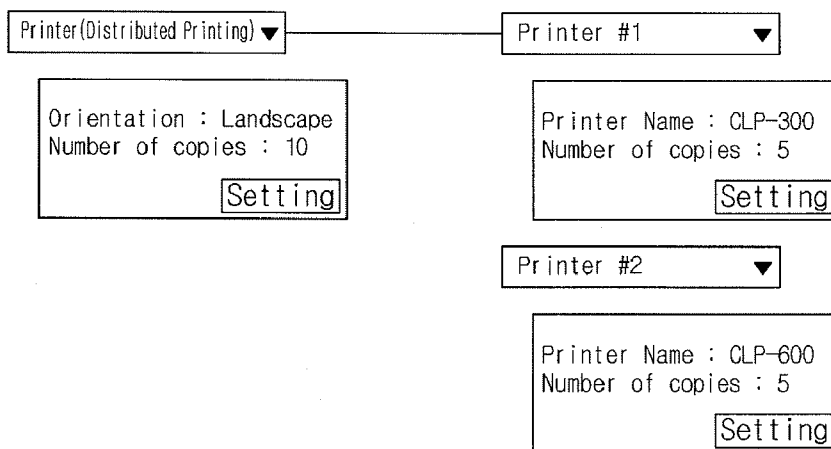 Printer(Distributed Printing) ▼
Orientation : Landscape
Number of copies : 10
Setting
Printer #1 ▼
Printer Name : CLP-300
Number of copies : 5
Setting
Printer #2 ▼
Printer Name : CLP-600
Number of copies : 5
Setting